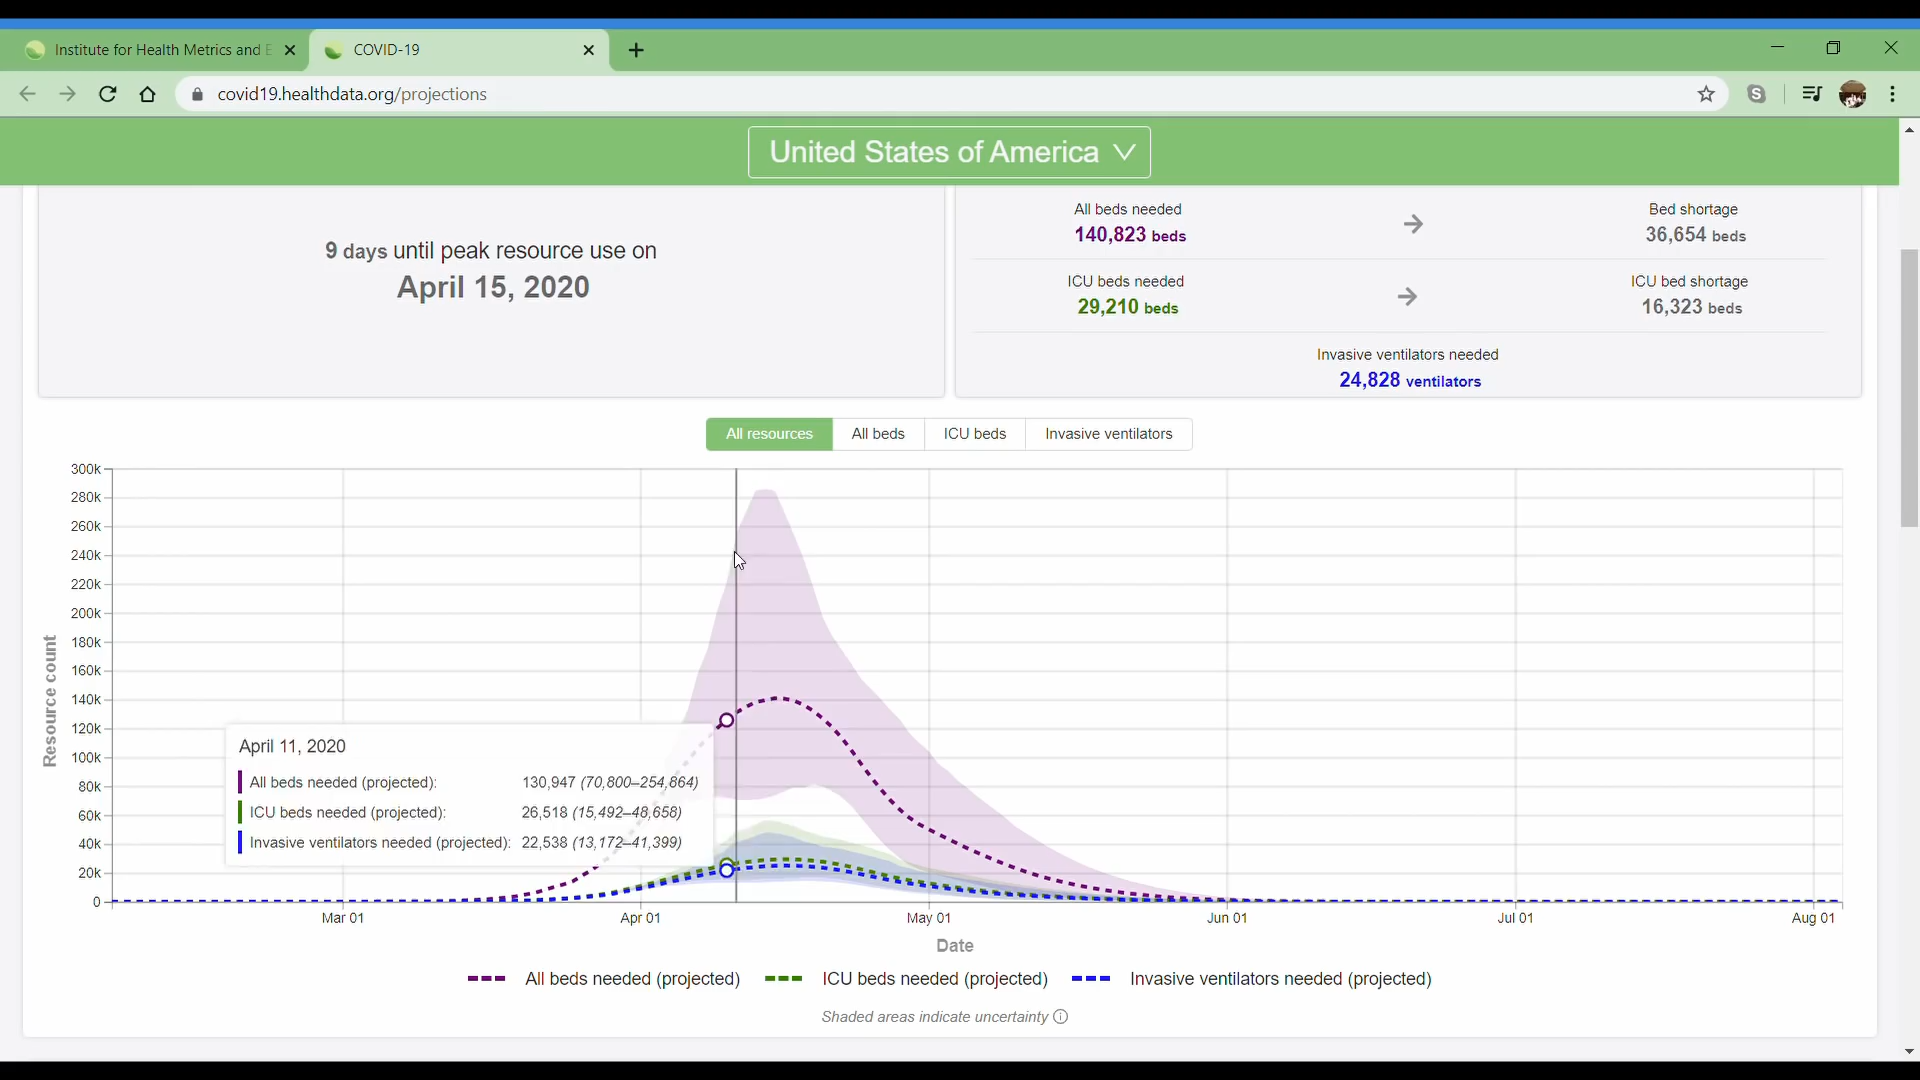 Institute for Health Metrics and E
COVID-19
covid19.healthdata.org/projections
S
United States of America
9 days until peak resource use on
April 15, 2020
All beds needed
140,823 beds
Bed shortage
36,654 beds
ICU beds needed
29,210 beds
ICU bed shortage
16,323 beds
Invasive ventilators needed
24,828 ventilators
All resources
All beds
ICU beds
Invasive ventilators
300k
280k
260k
240k
220k
200k
180k
160k
140k
120k
100k
80k
60k
40k
20k
0
Resource count
April 11, 2020
All beds needed (projected): 130,947 (70,800–254,864)
ICU beds needed (projected): 26,518 (15,492–48,658)
Invasive ventilators needed (projected): 22,538 (13,172–41,399)
Mar 01
Apr 01
May 01
Jun 01
Jul 01
Aug 01
Date
All beds needed (projected)
ICU beds needed (projected)
Invasive ventilators needed (projected)
Shaded areas indicate uncertainty